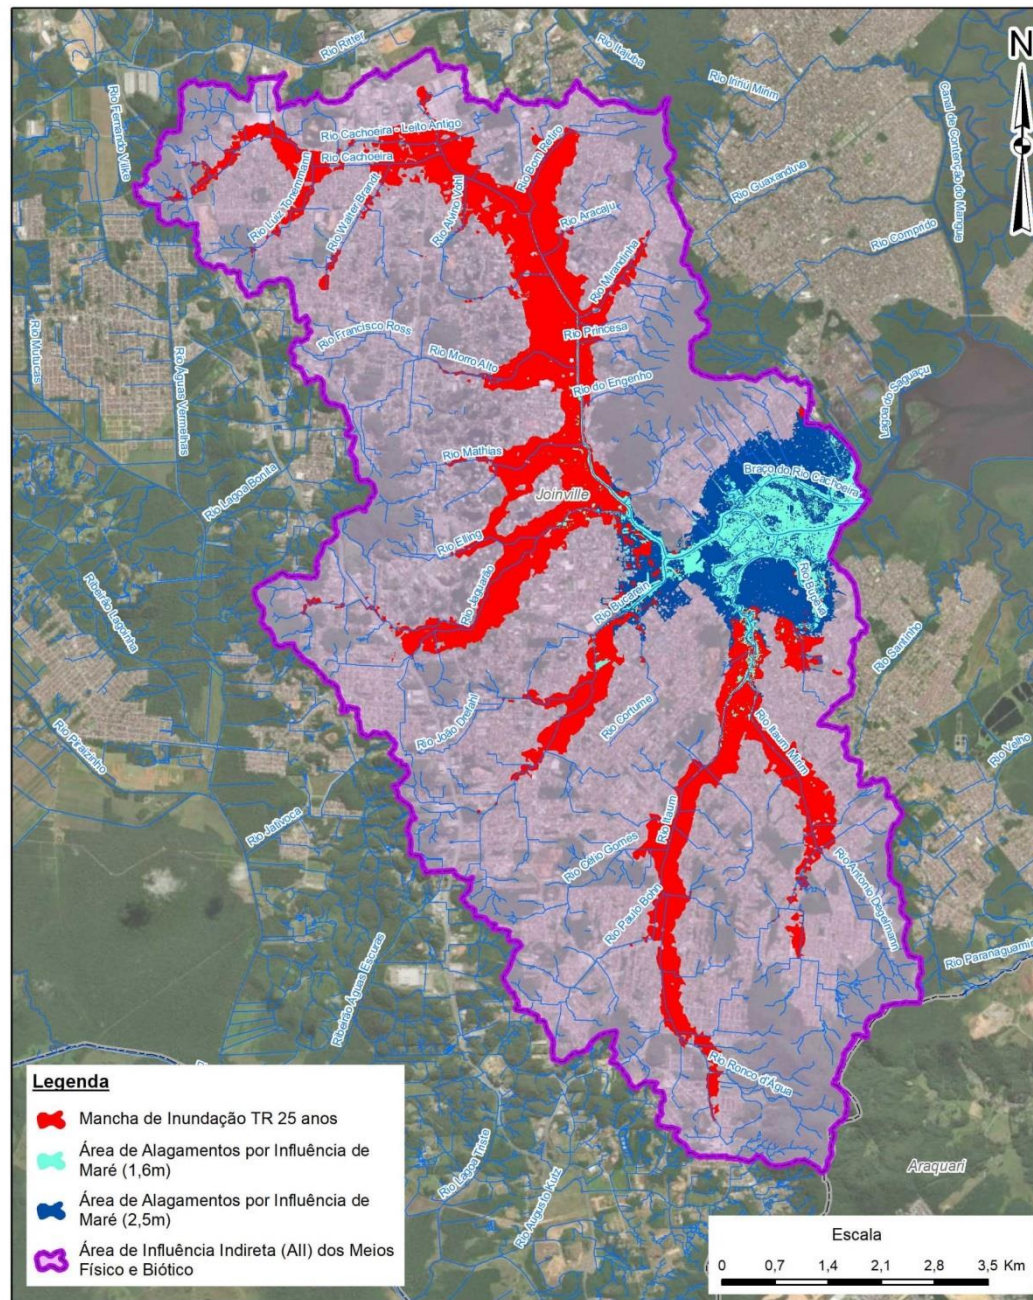 N
Rio Ritter
Rio Itajubá
Rio Iririú Mirim
Canal de Contenção do Mangue
Rio Fernando Vilke
Rio Cachoeira - Leito Antigo
Rio Cachoeira
Rio Bom Retiro
Rio Guaxanduva
Rio Walter Brandt
Rio Alvino Vohl
Rio Aracaju
Rio Comprido
Rio Mirandinha
Rio Mutucas
Rio Águas Vermelhas
Rio Francisco Ross
Rio Princesa
Rio Morro Alto
Rio do Engenho
Lagoa do Saguaçu
Rio Mathias
Rio Lagoa Bonita
Braço do Rio Cachoeira
Joinville
Rio Elling
Rio Jaguarão
Rio Bucarein
Rio Bupeva
Ribeirão Lagoinha
Rio Santinho
Rio João Drefahl
Rio Cortume
Rio Itaum Mirim
Rio Velho
Rio Piraizinho
Rio Jativoca
Rio Itaum
Rio Célio Gomes
Rio Antonio Degelmann
Rio Paulo Bohn
Rio Paranaguamirim
Ribeirão Águas Escuras
Rio Ronco d'Água
Rio Lagoa Triste
Rio Augusto Kutz
Araquari
Legenda
Mancha de Inundação TR 25 anos
Área de Alagamentos por Influência de
Maré (1,6m)
Área de Alagamentos por Influência de
Maré (2,5m)
Área de Influência Indireta (AII) dos Meios
Físico e Biótico
Escala
0 0,7 1,4 2,1 2,8 3,5 Km